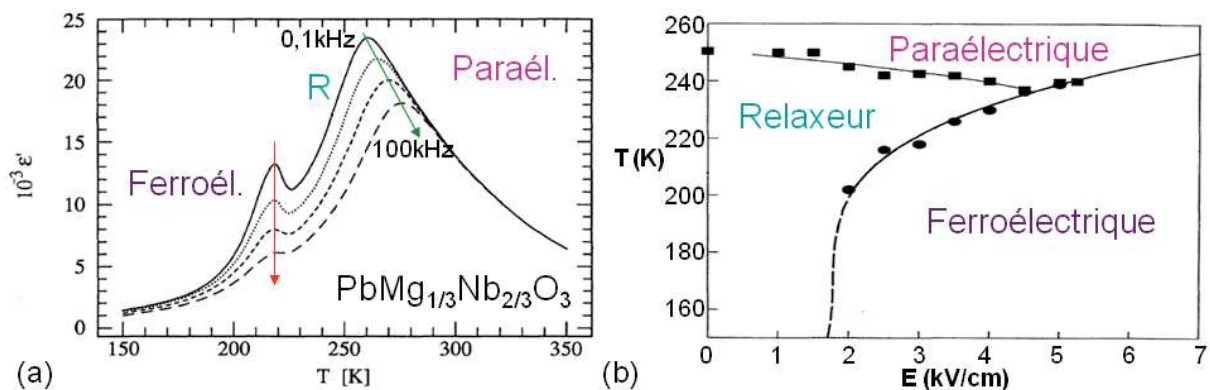 25
20
15
10
5
0
10⁻³ ε'
150
200
250
300
350
T [K]
0,1kHz
Paraél.
R
100kHz
Ferroél.
PbMg1/3Nb2/3O3
(a)
260
240
220
200
180
160
T (K)
Paraélectrique
Relaxeur
Ferroélectrique
0
1
2
3
4
5
6
7
E (kV/cm)
(b)